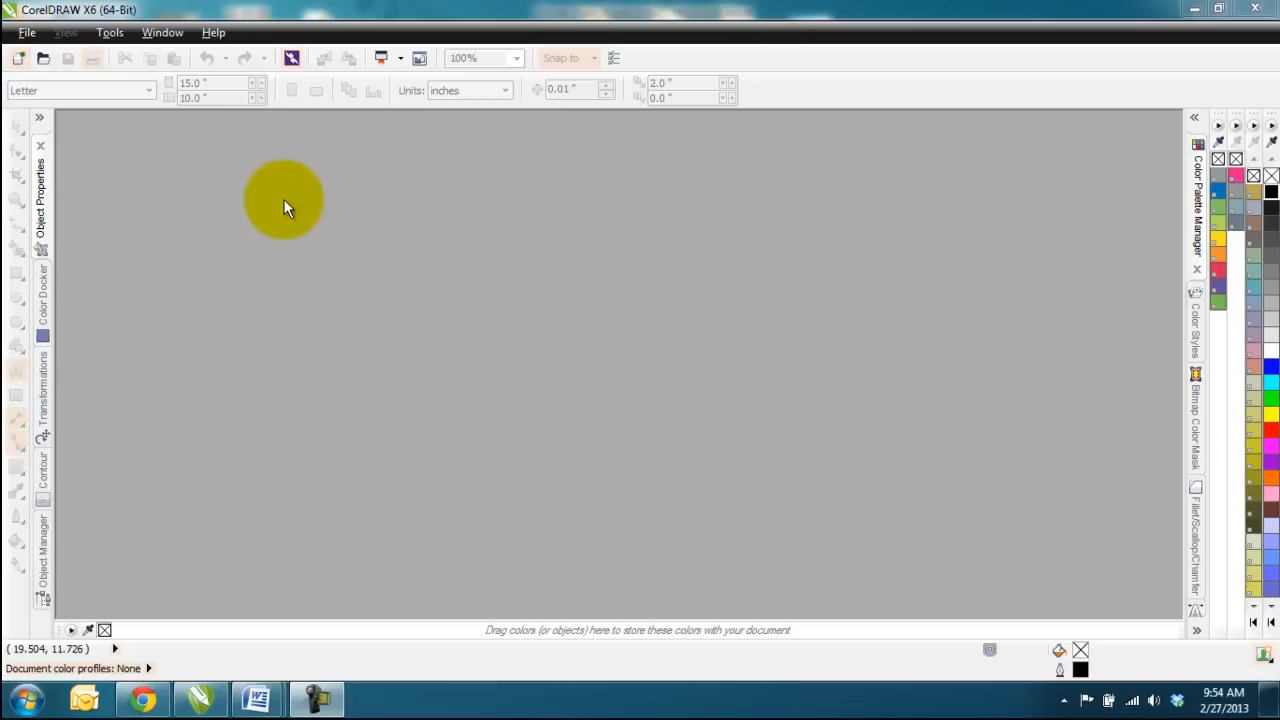 CorelDRAW X6 (64-Bit)
File View Tools Window Help
100% Snap to
Letter 15.0 " 10.0 " Units: inches 0.01 " 2.0 " 0.0 "
Object Properties
Color Docker
Transformations
Contour
Object Manager
Color Palette Manager
Color Styles
Bitmap Color Mask
Fillet/Scallop/Chamfer
Drag colors (or objects) here to store these colors with your document
( 19.504, 11.726 )
Document color profiles: None
9:54 AM
2/27/2013